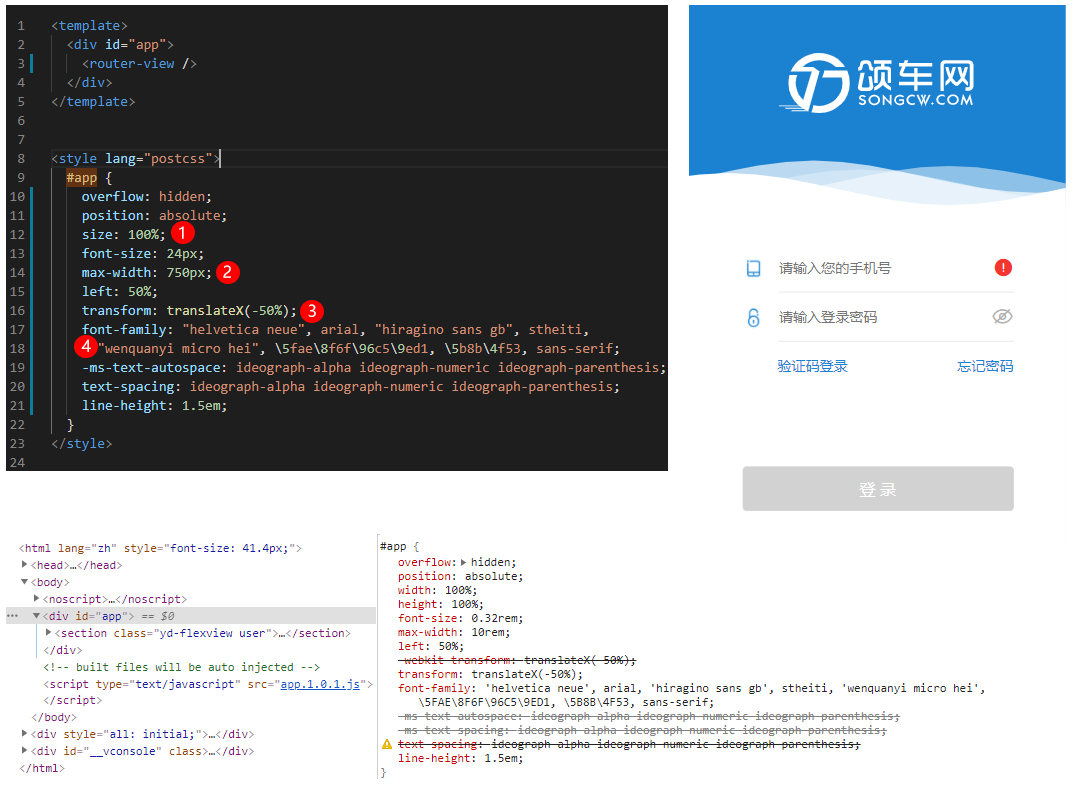 1 <template>
2 <div id="app">
3 <router-view />
4 </div>
5 </template>
6
7
8 <style lang="postcss">
9 #app {
10 overflow: hidden;
11 position: absolute;
12 size: 100%; 1
13 font-size: 24px;
14 max-width: 750px; 2
15 left: 50%;
16 transform: translateX(-50%); 3
17 font-family: "helvetica neue", arial, "hiragino sans gb", stheiti,
18 4 "wenquanyi micro hei", \5fae\8f6f\96c5\9ed1, \5b8b\4f53, sans-serif;
19 -ms-text-autospace: ideograph-alpha ideograph-numeric ideograph-parenthesis;
20 text-spacing: ideograph-alpha ideograph-numeric ideograph-parenthesis;
21 line-height: 1.5em;
22 }
23 </style>
24
颂车网
SONGCW.COM
请输入您的手机号
!
请输入登录密码
验证码登录 忘记密码
登 录
<html lang="zh" style="font-size: 41.4px;">
<head>…</head>
<body>
<noscript>…</noscript>
<div id="app"> == $0
<section class="yd-flexview user">…</section>
</div>
<!-- built files will be auto injected -->
<script type="text/javascript" src="app.1.0.1.js">
</script>
</body>
<div style="all: initial;">…</div>
<div id="__vconsole" class>…</div>
</html>
#app {
overflow: hidden;
position: absolute;
width: 100%;
height: 100%;
font-size: 0.32rem;
max-width: 10rem;
left: 50%;
-webkit-transform: translateX(-50%);
transform: translateX(-50%);
font-family: 'helvetica neue', arial, 'hiragino sans gb', stheiti, 'wenquanyi micro hei',
\5FAE\8F6F\96C5\9ED1, \5B8B\4F53, sans-serif;
-ms-text-autospace: ideograph-alpha ideograph-numeric ideograph-parenthesis;
-ms-text-spacing: ideograph-alpha ideograph-numeric ideograph-parenthesis;
text-spacing: ideograph-alpha ideograph-numeric ideograph-parenthesis;
line-height: 1.5em;
}